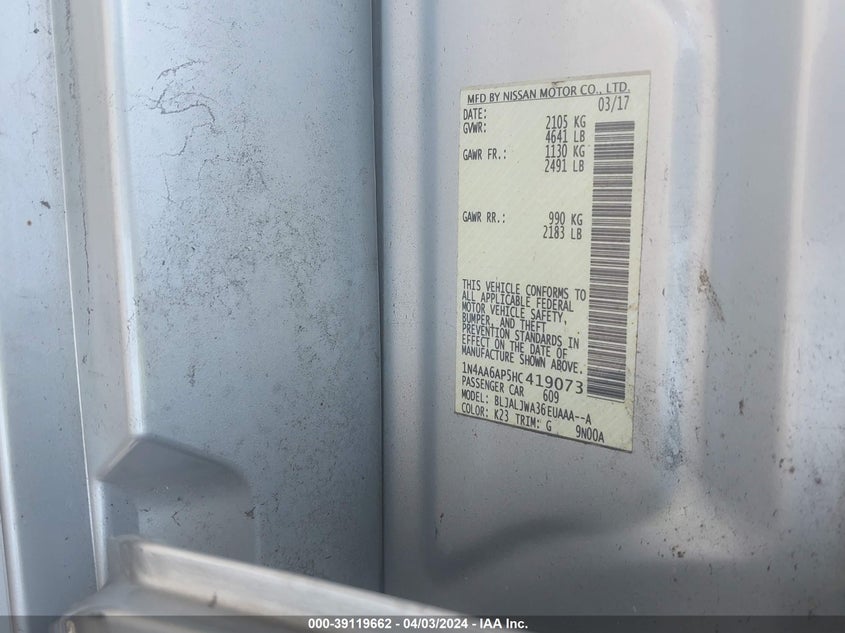 MFD BY NISSAN MOTOR CO., LTD.
DATE: 03/17
GVWR: 2105 KG
4641 LB
GAWR FR.: 1130 KG
2491 LB
GAWR RR.: 990 KG
2183 LB
THIS VEHICLE CONFORMS TO
ALL APPLICABLE FEDERAL
MOTOR VEHICLE SAFETY,
BUMPER, AND THEFT
PREVENTION STANDARDS IN
EFFECT ON THE DATE OF
MANUFACTURE SHOWN ABOVE.
1N4AA6AP5HC419073
PASSENGER CAR 609
MODEL: BLJALJWA36EUAAA--A
COLOR: K23 TRIM: G 9N00A
000-39119662 - 04/03/2024 - IAA Inc.